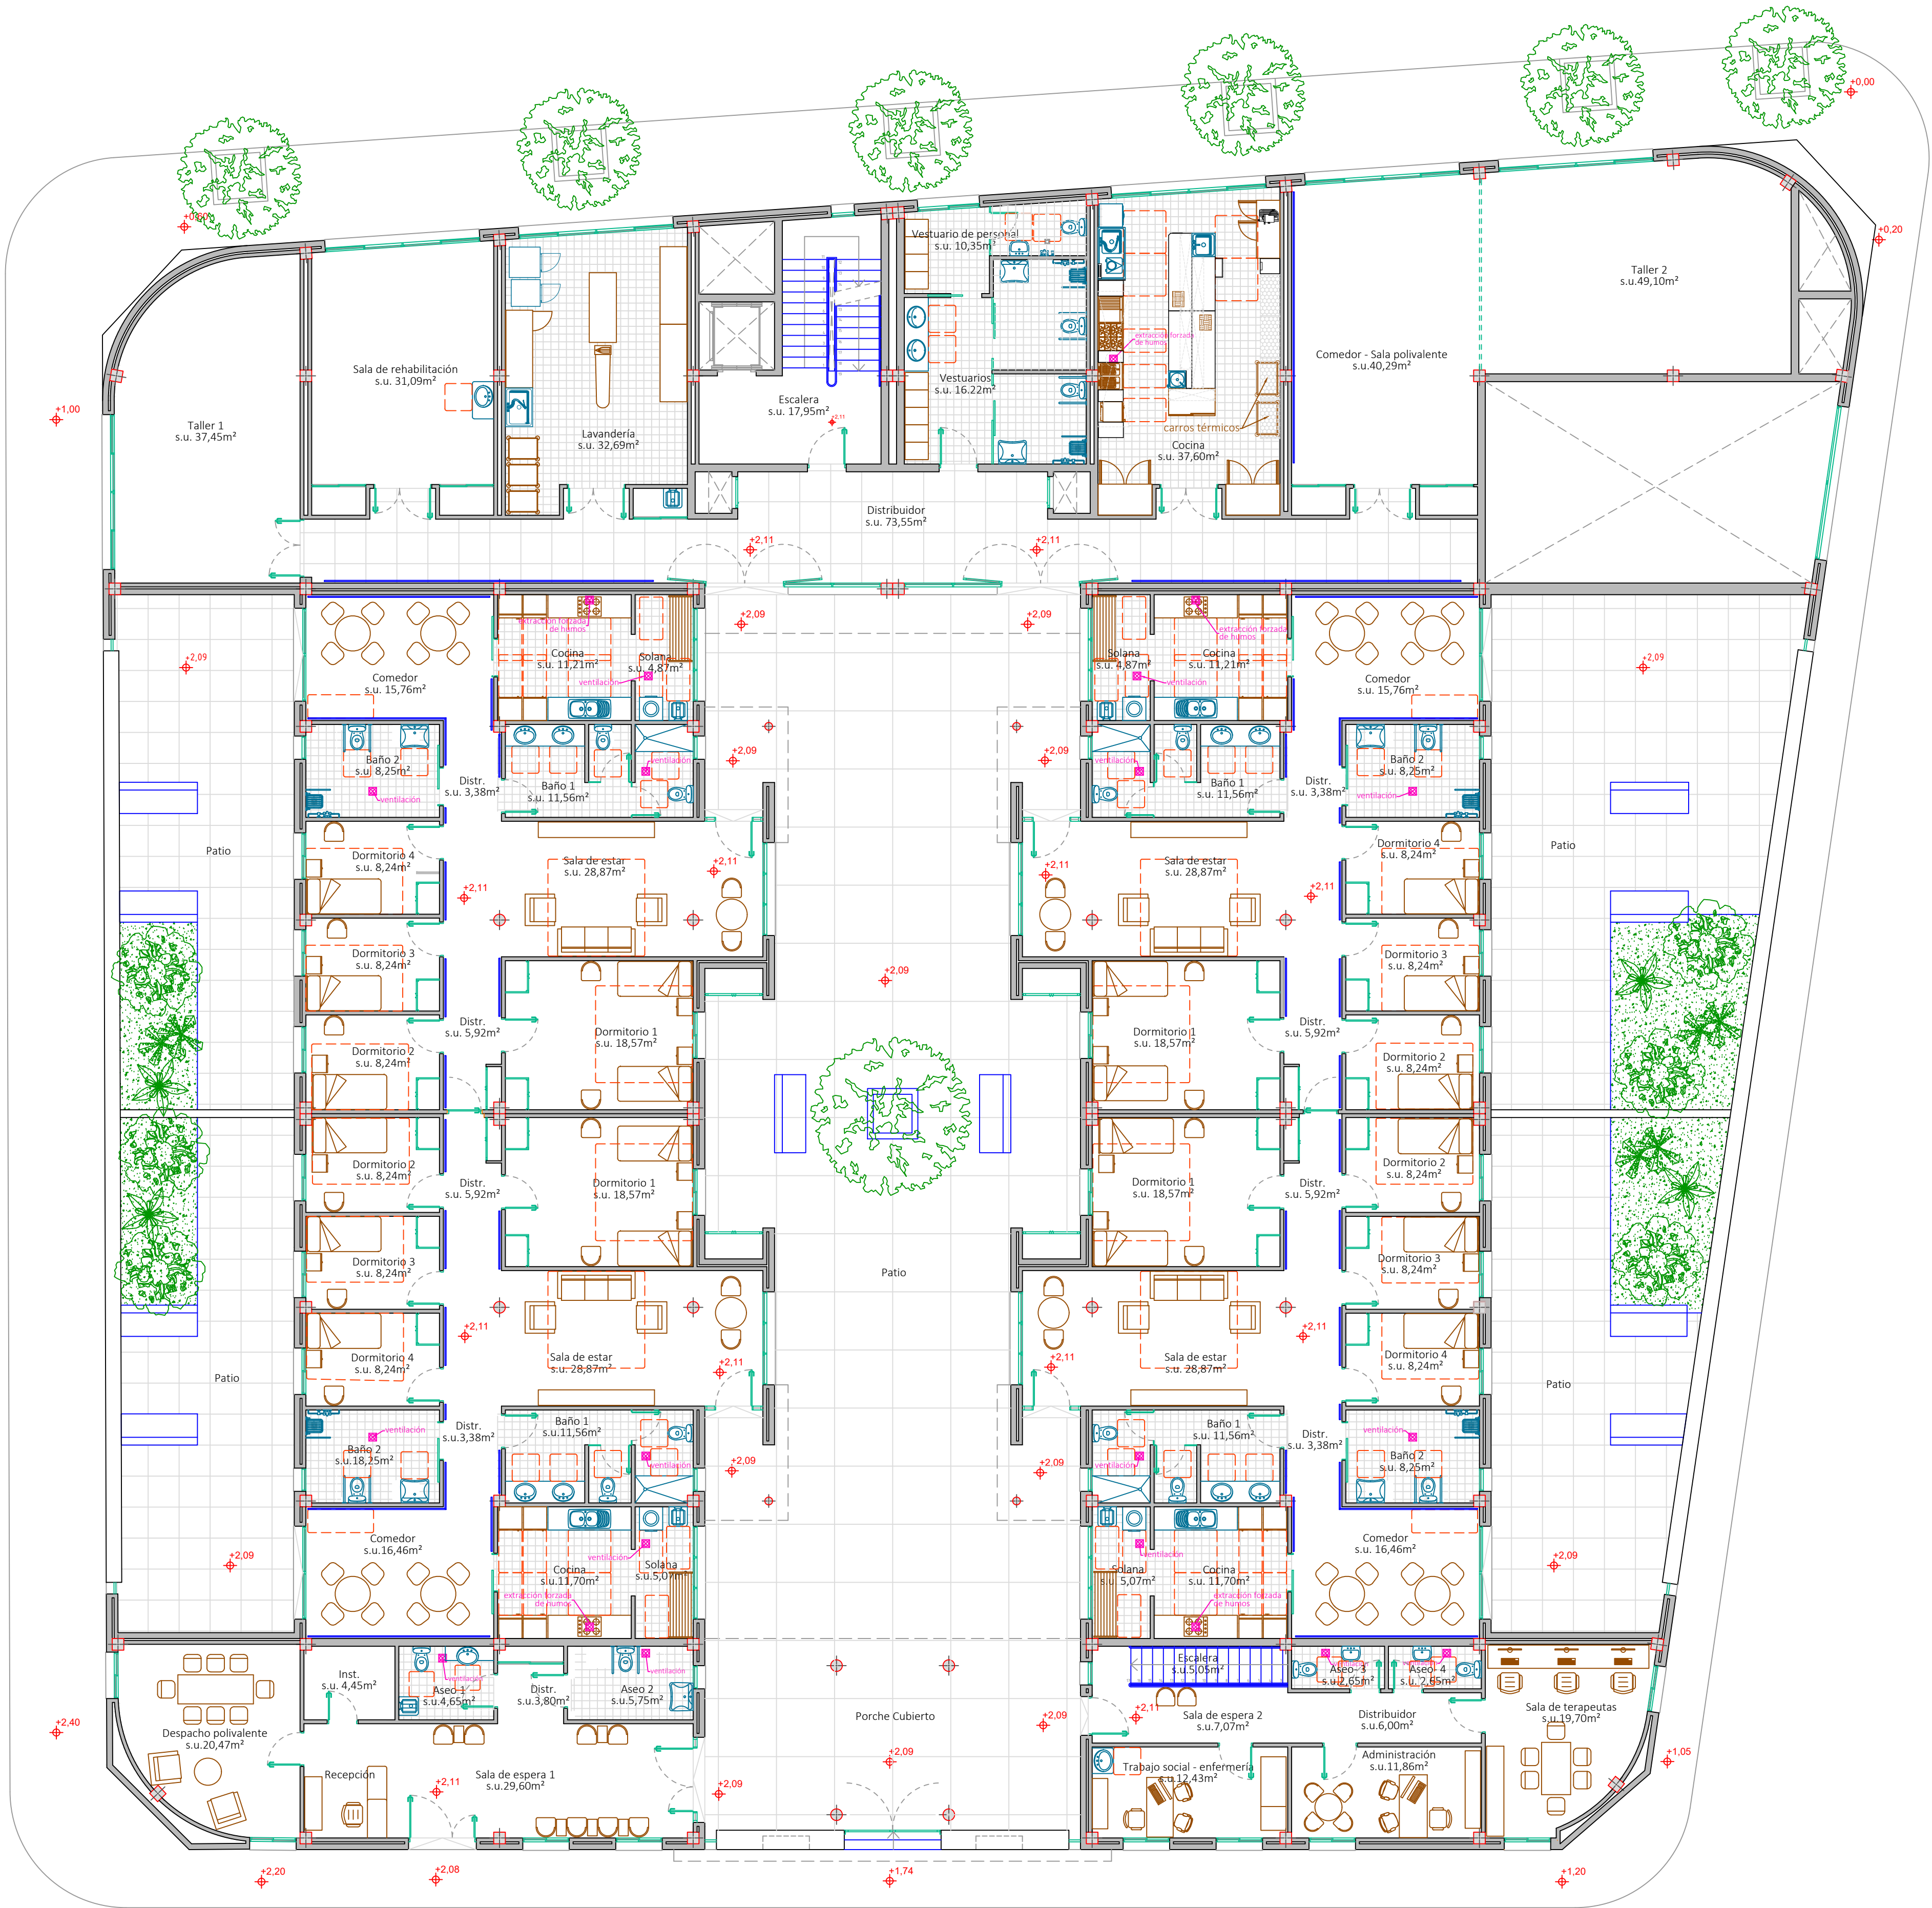 +0,00
+0,60
+0,20
Vestuario de personal
s.u. 10,35m²
Taller 2
s.u.49,10m²
extracción forzada
de humos
Comedor - Sala polivalente
s.u.40,29m²
Sala de rehabilitación
s.u. 31,09m²
Vestuarios
s.u. 16.22m²
+1,00
Escalera
s.u. 17,95m²
+2,11
Taller 1
s.u. 37,45m²
Lavandería
s.u. 32,69m²
carros térmicos
Cocina
s.u. 37,60m²
Distribuidor
s.u. 73,55m²
+2,11
+2,11
+2,09
+2,09
extracción forzada
de humos
extracción forzada
de humos
+2,09
Cocina
s.u. 11,21m²
Solana
s.u. 4,87m²
Solana
s.u. 4,87m²
Cocina
s.u. 11,21m²
+2,09
Comedor
s.u. 15,76m²
ventilación
ventilación
Comedor
s.u. 15,76m²
Baño 2
s.u. 8,25m²
ventilación
Distr.
s.u. 3,38m²
Baño 1
s.u. 11,56m²
ventilación
+2,09
+2,09
ventilación
Baño 1
s.u. 11,56m²
Distr.
s.u. 3,38m²
Baño 2
s.u. 8,25m²
ventilación
Patio
Dormitorio 4
s.u. 8,24m²
Sala de estar
s.u. 28,87m²
+2,11
+2,11
Sala de estar
s.u. 28,87m²
Dormitorio 4
s.u. 8,24m²
Patio
+2,11
+2,11
Dormitorio 3
s.u. 8,24m²
Dormitorio 3
s.u. 8,24m²
+2,09
Dormitorio 2
s.u. 8,24m²
Distr.
s.u. 5,92m²
Dormitorio 1
s.u. 18,57m²
Dormitorio 1
s.u. 18,57m²
Distr.
s.u. 5,92m²
Dormitorio 2
s.u. 8,24m²
Dormitorio 2
s.u. 8,24m²
Distr.
s.u. 5,92m²
Dormitorio 1
s.u. 18,57m²
Dormitorio 1
s.u. 18,57m²
Distr.
s.u. 5,92m²
Dormitorio 2
s.u. 8,24m²
Dormitorio 3
s.u. 8,24m²
Patio
Dormitorio 3
s.u. 8,24m²
+2,11
+2,11
Dormitorio 4
s.u. 8,24m²
Sala de estar
s.u. 28,87m²
+2,11
+2,11
Sala de estar
s.u. 28,87m²
Dormitorio 4
s.u. 8,24m²
Patio
Patio
ventilación
Baño 2
s.u.18,25m²
Distr.
s.u.3,38m²
Baño 1
s.u.11,56m²
ventilación
+2,09
+2,09
ventilación
Baño 1
s.u. 11,56m²
Distr.
s.u. 3,38m²
ventilación
Baño 2
s.u. 8,25m²
Comedor
s.u.16,46m²
ventilación
Cocina
s.u.11,70m²
Solana
s.u.5,07m²
extracción forzada
de humos
+2,09
ventilación
Solana
s.u. 5,07m²
Cocina
s.u. 11,70m²
extracción forzada
de humos
Comedor
s.u. 16,46m²
+2,09
Inst.
s.u. 4,45m²
ventilación
Aseo 1
s.u.4,65m²
Distr.
s.u.3,80m²
ventilación
Aseo 2
s.u.5,75m²
Escalera
s.u.5,05m²
Aseo 3
s.u.2,65m²
Aseo 4
s.u. 2,65m²
Sala de terapeutas
s.u.19,70m²
+2,40
Despacho polivalente
s.u.20,47m²
Porche Cubierto
+2,09
+2,11
Sala de espera 2
s.u.7,07m²
Distribuidor
s.u.6,00m²
+2,09
+1,05
Recepción
+2,11
Sala de espera 1
s.u.29,60m²
+2,09
Trabajo social - enfermería
s.u.12,43m²
Administración
s.u.11,86m²
+2,20
+2,08
+1,74
+1,20